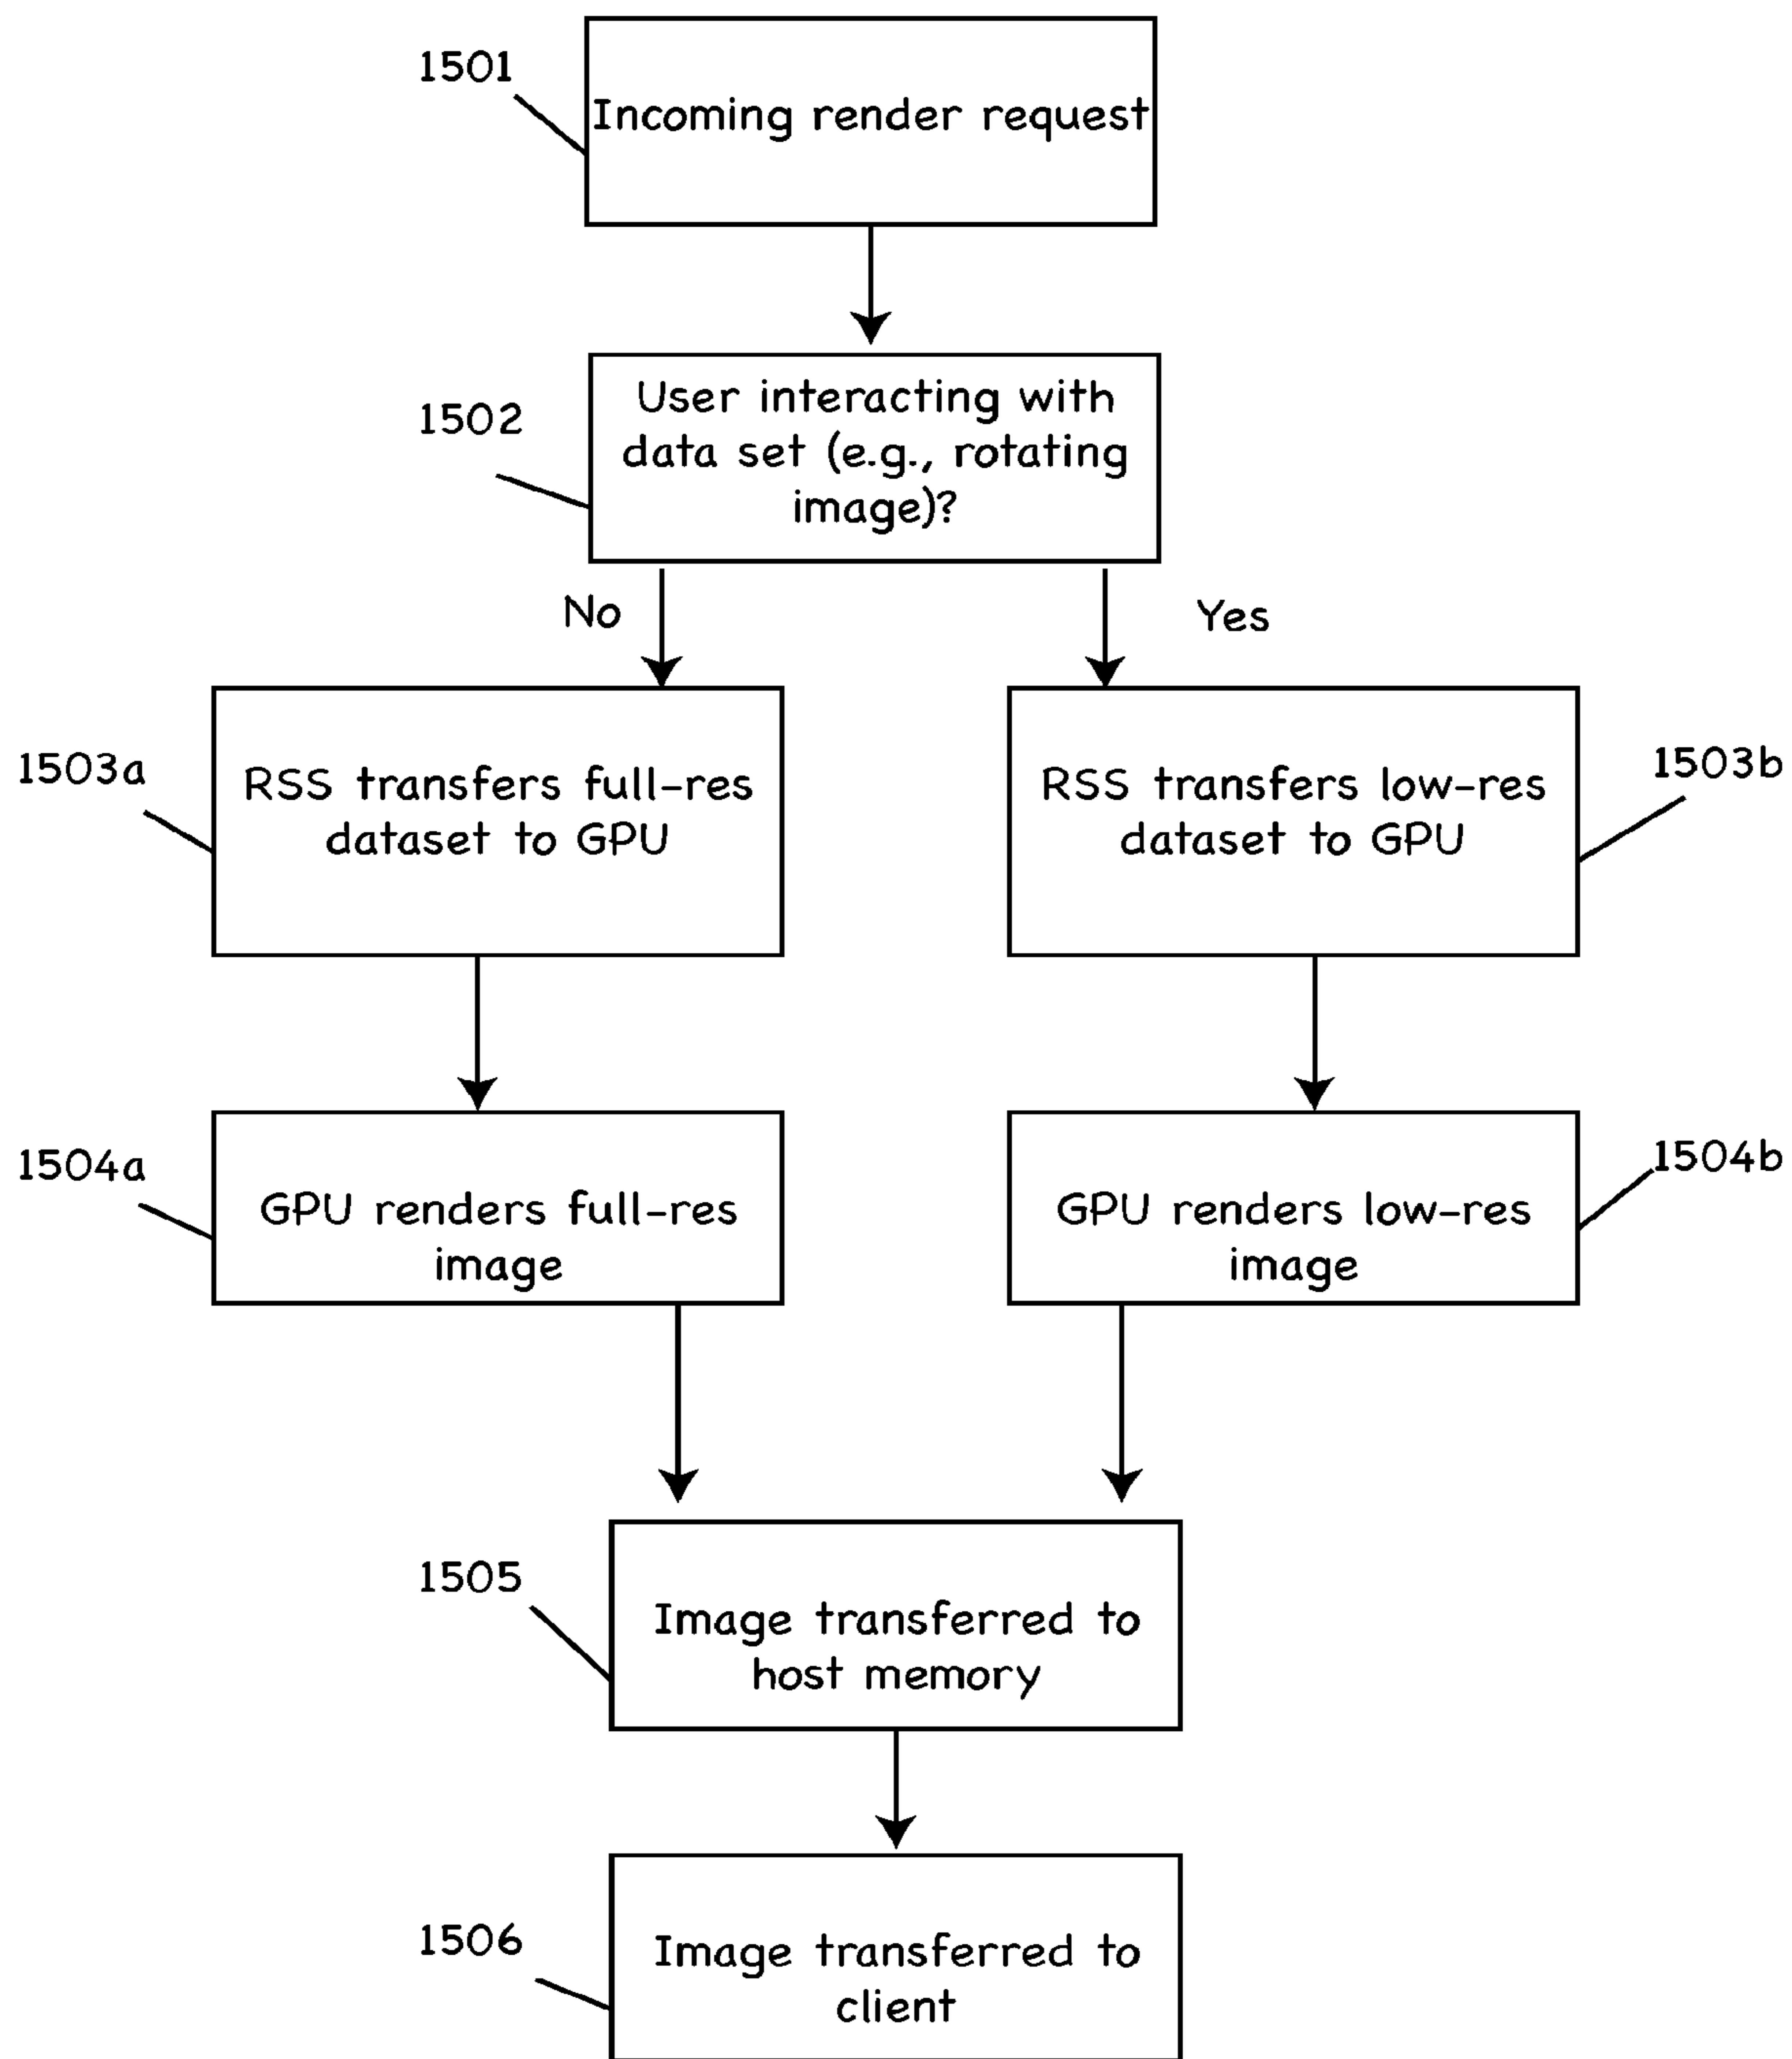 1501
Incoming render request
1502
User interacting with
data set (e.g., rotating
image)?
No
Yes
1503a
RSS transfers full-res
dataset to GPU
1503b
RSS transfers low-res
dataset to GPU
1504a
GPU renders full-res
image
1504b
GPU renders low-res
image
1505
Image transferred to
host memory
1506
Image transferred to
client